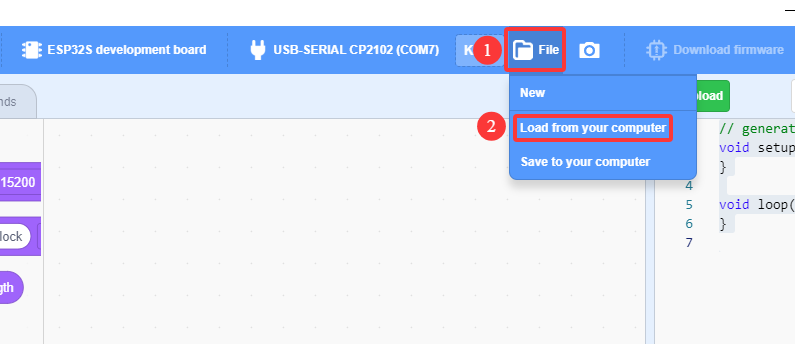 ESP32S development board
USB-SERIAL CP2102 (COM7)
K
1
File
Download firmware
nds
New
load
2
Load from your computer
Save to your computer
// generat
void setup
}
4
5 void loop(
6 }
7
15200
lock
gth